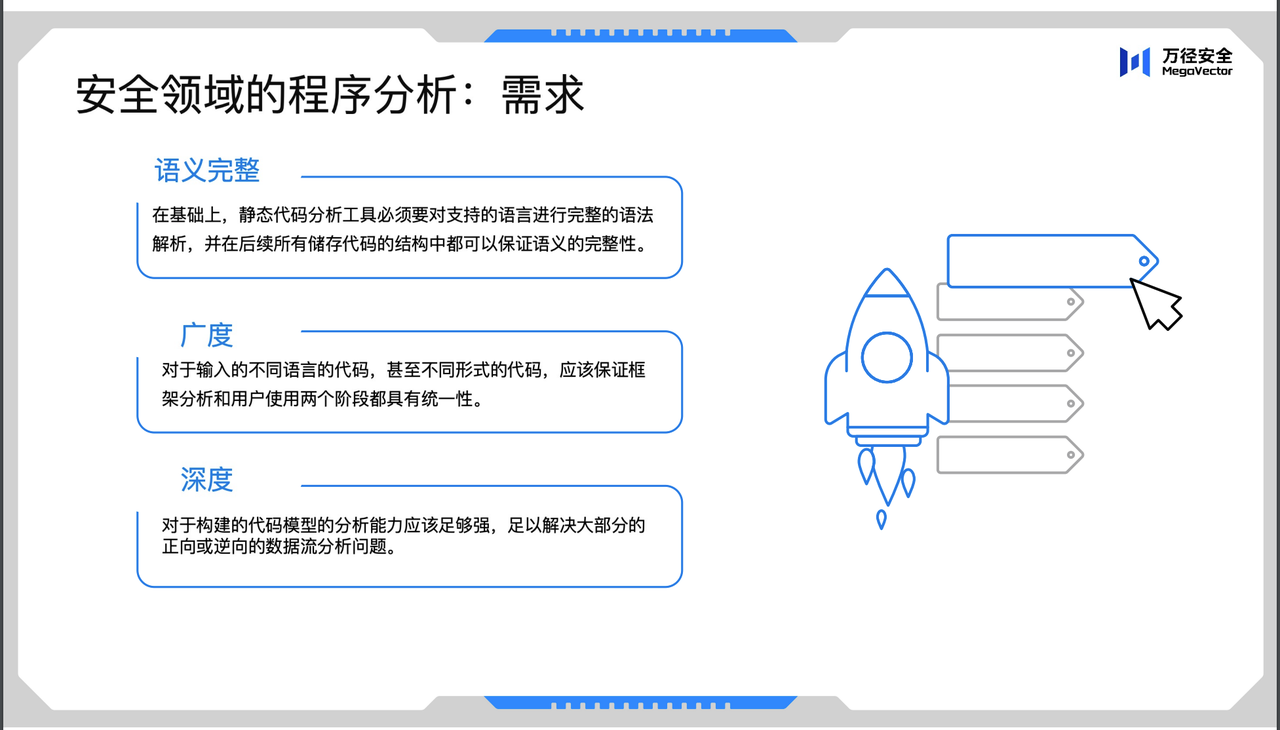 万径安全
MegaVector
安全领域的程序分析：需求
语义完整
在基础上，静态代码分析工具必须要对支持的语言进行完整的语法
解析，并在后续所有储存代码的结构中都可以保证语义的完整性。
广度
对于输入的不同语言的代码，甚至不同形式的代码，应该保证框
架分析和用户使用两个阶段都具有统一性。
深度
对于构建的代码模型的分析能力应该足够强，足以解决大部分的
正向或逆向的数据流分析问题。